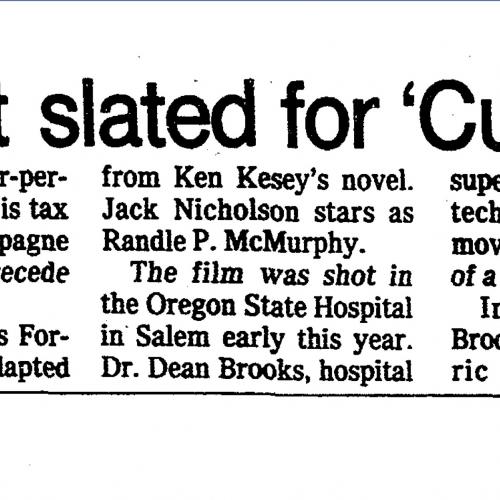 t slated for 'Cu
r-per-
is tax
pagne
ecede
s For-
lapted
from Ken Kesey's novel.
Jack Nicholson stars as
Randle P. McMurphy.
The film was shot in
the Oregon State Hospital
in Salem early this year.
Dr. Dean Brooks, hospital
supe
tech
mov
of a
In
Broo
ric